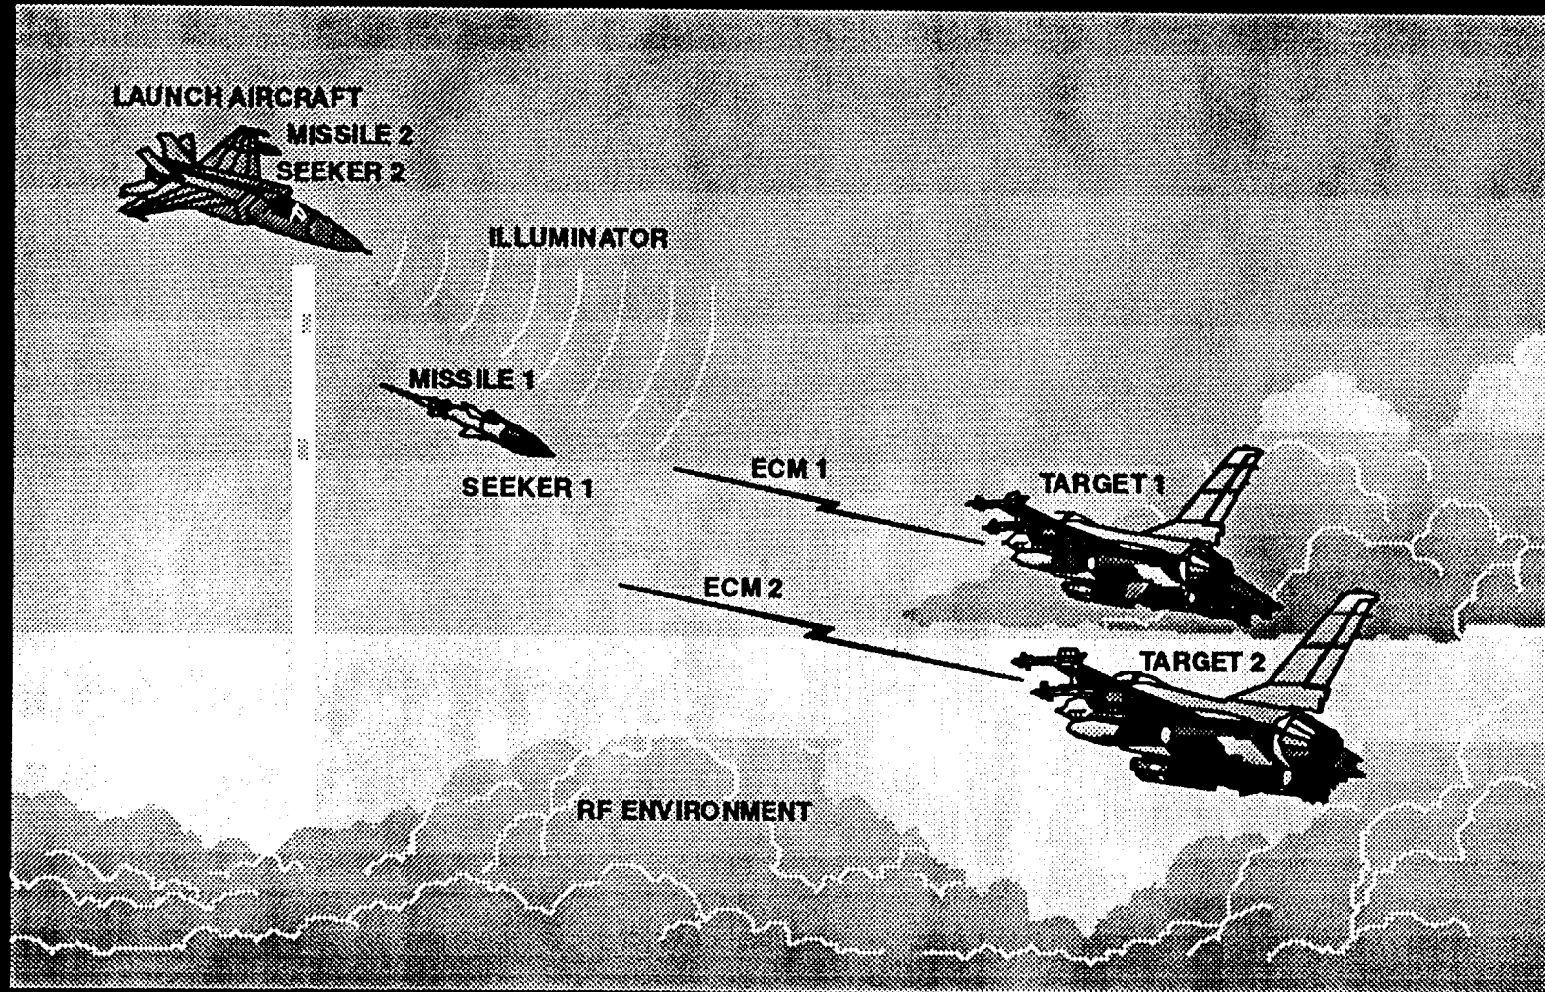 LAUNCH AIRCRAFT
MISSILE 2
SEEKER 2
ILLUMINATOR
MISSILE 1
SEEKER 1
ECM 1
TARGET 1
ECM 2
TARGET 2
RF ENVIRONMENT